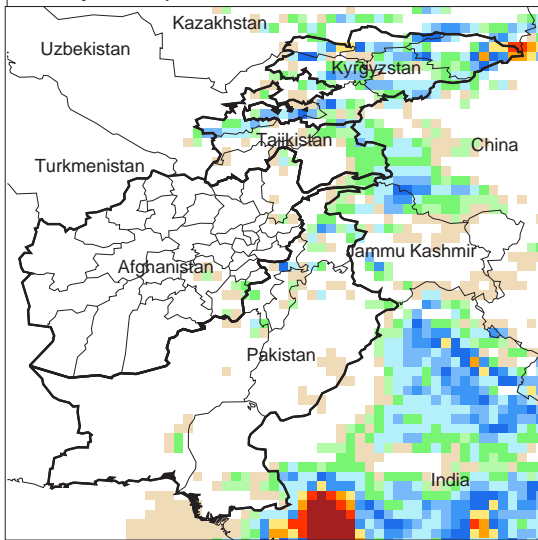 Kazakhstan
Uzbekistan
Kyrgyzstan
Tajikistan
China
Turkmenistan
Jammu Kashmir
Afghanistan
Pakistan
India